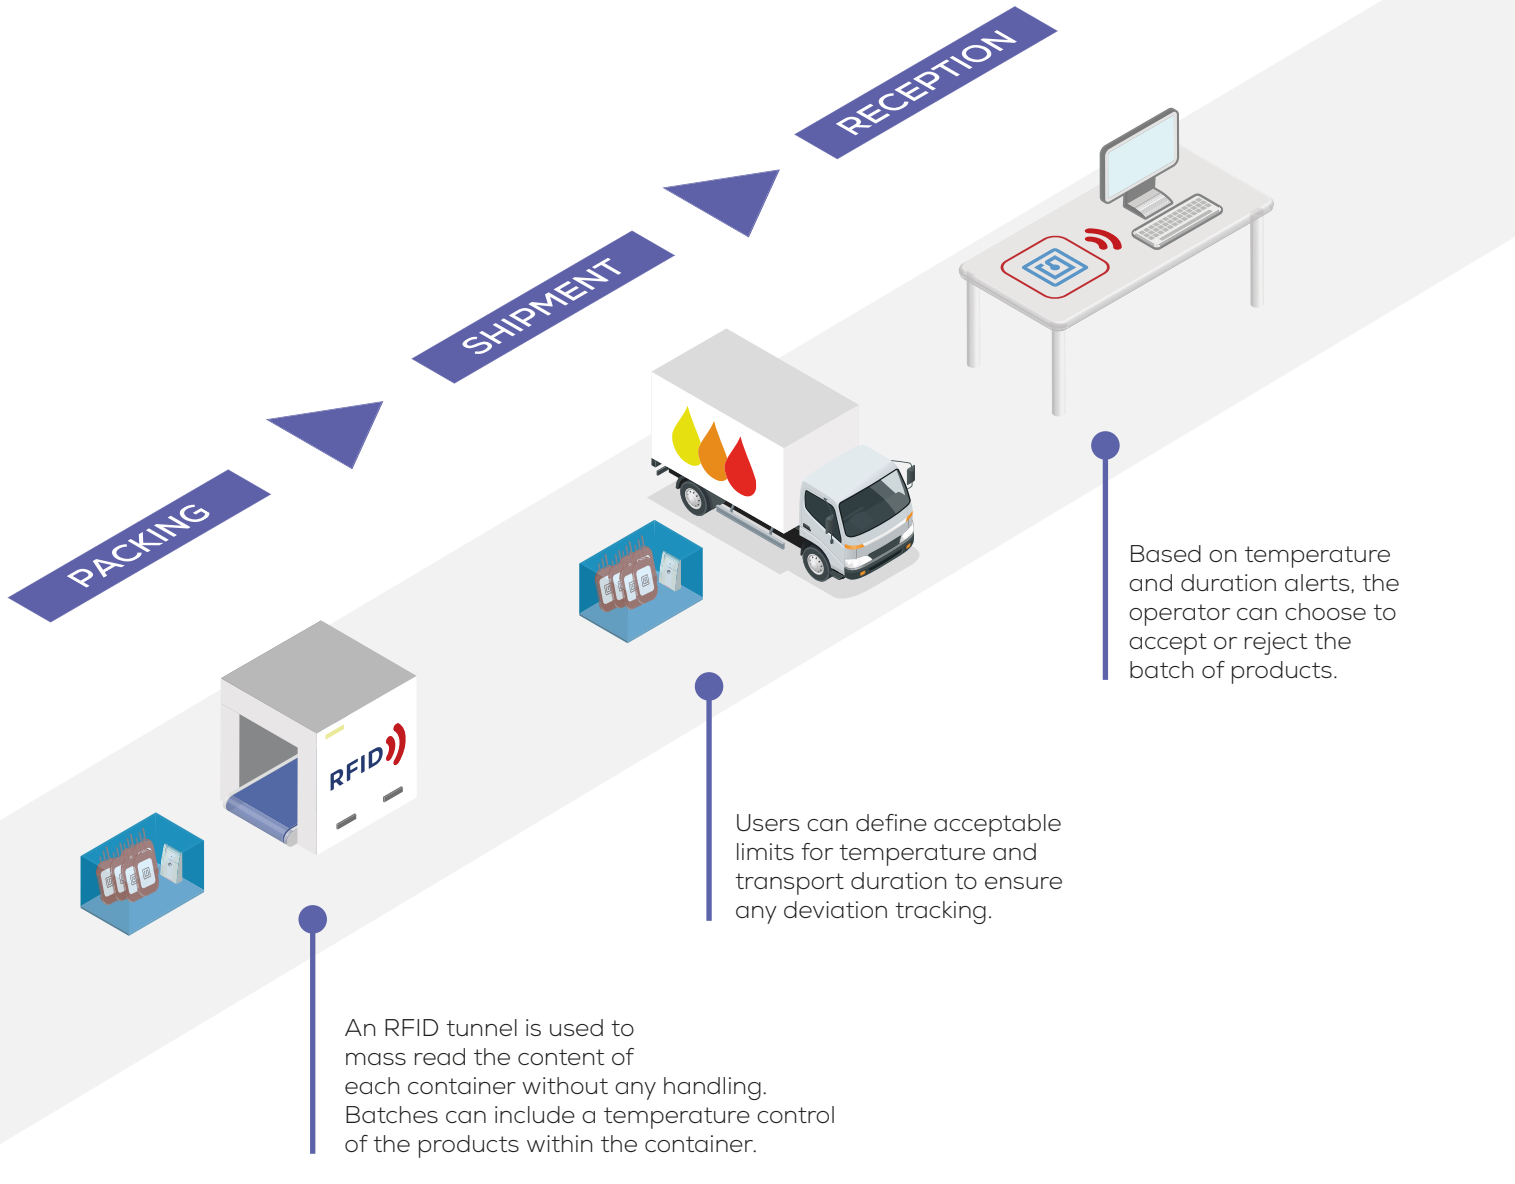 RECEPTION
SHIPMENT
PACKING
RFID
Based on temperature
and duration alerts, the
operator can choose to
accept or reject the
batch of products.
Users can define acceptable
limits for temperature and
transport duration to ensure
any deviation tracking.
An RFID tunnel is used to
mass read the content of
each container without any handling.
Batches can include a temperature control
of the products within the container.